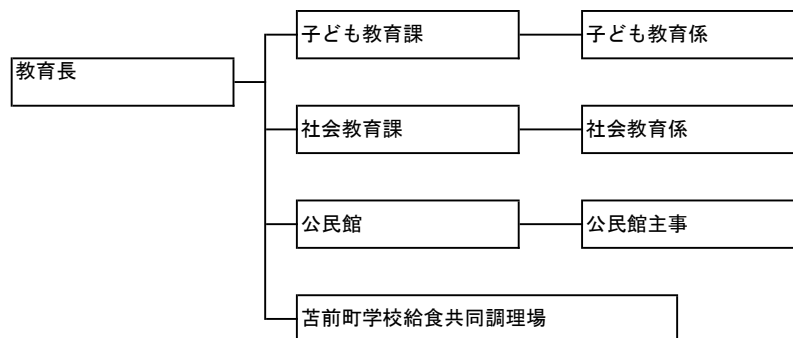 教育長
子ども教育課
子ども教育係
社会教育課
社会教育係
公民館
公民館主事
苫前町学校給食共同調理場